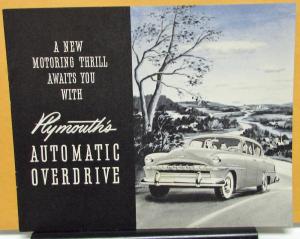 A NEW
MOTORING THRILL
AWAITS YOU
WITH
Plymouth's
AUTOMATIC
OVERDRIVE